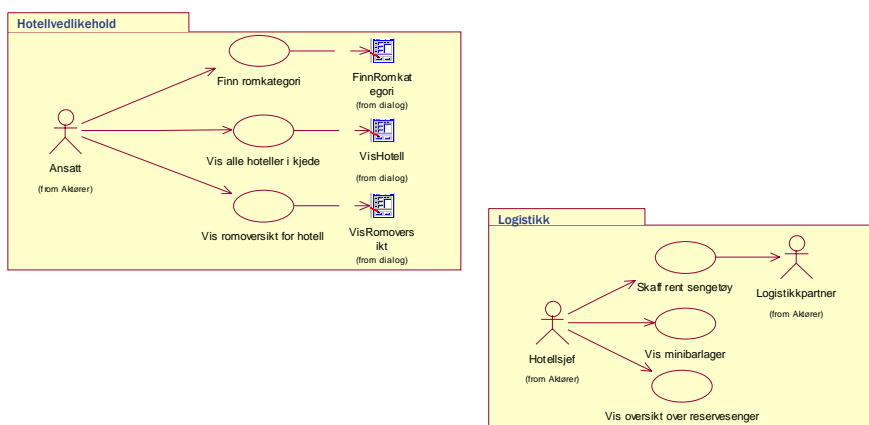 Hotellvedlikehold
Finn romkategori
FinnRomkat
egori
(from dialog)
Ansatt
(from Aktører)
Vis alle hoteller i kjede
VisHotell
(from dialog)
Vis romoversikt for hotell
VisRomovers
ikt
(from dialog)
Logistikk
Skaff rent sengetøy
Logistikkpartner
(from Aktører)
Hotellsjef
(from Aktører)
Vis minibarlager
Vis oversikt over reservesenger